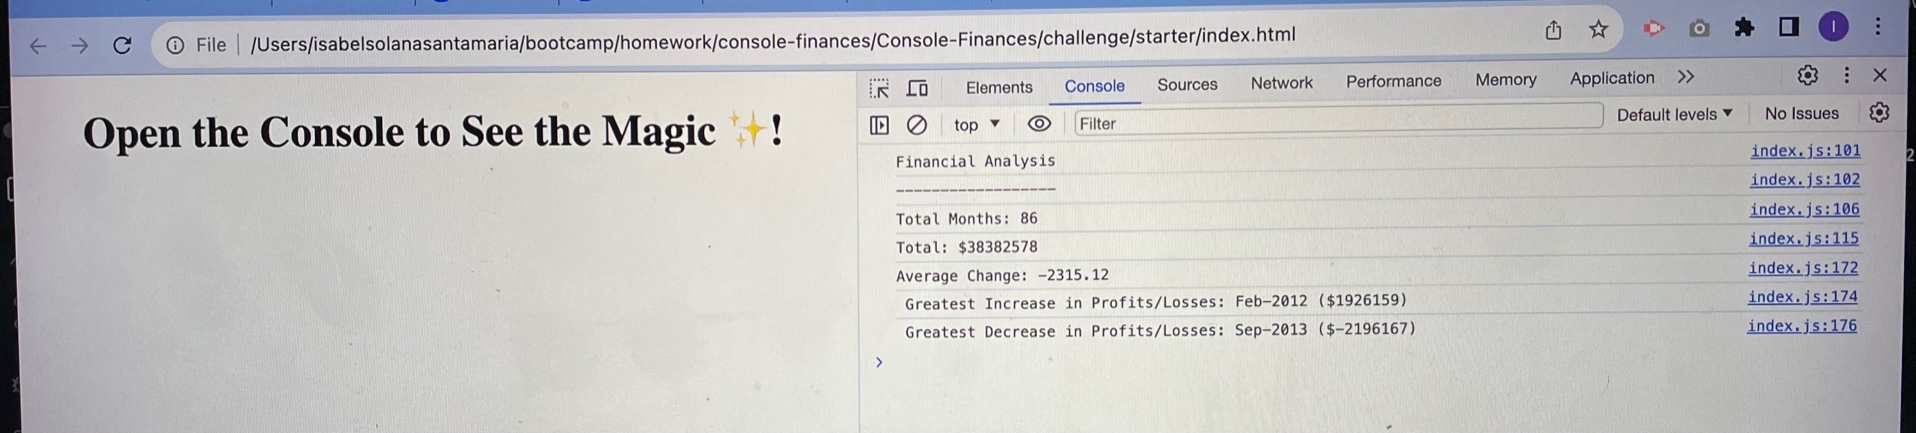 File /Users/isabelsolanasantamaria/bootcamp/homework/console-finances/Console-Finances/challenge/starter/index.html
I
Open the Console to See the Magic ✨!
Elements Console Sources Network Performance Memory Application
top Filter Default levels No Issues
Financial Analysis index.js:101
------------------ index.js:102
Total Months: 86 index.js:106
Total: $38382578 index.js:115
Average Change: -2315.12 index.js:172
Greatest Increase in Profits/Losses: Feb-2012 ($1926159) index.js:174
Greatest Decrease in Profits/Losses: Sep-2013 ($-2196167) index.js:176
2